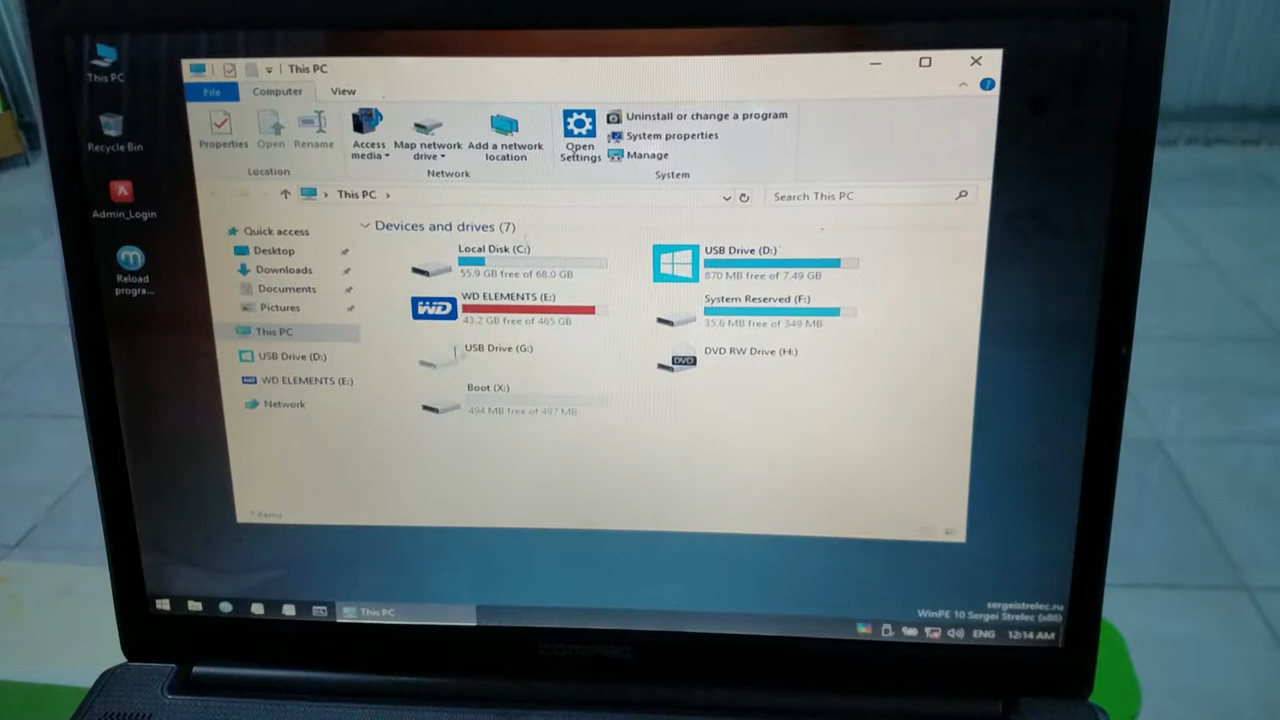 This PC
Recycle Bin
Admin_Login
Reload
progra...
This PC
File
Computer
View
Properties
Open
Rename
Access
media
Map network
drive
Add a network
location
Open
Settings
Uninstall or change a program
System properties
Manage
Location
Network
System
This PC
Search This PC
Quick access
Desktop
Downloads
Documents
Pictures
This PC
USB Drive (D:)
WD ELEMENTS (E:)
Network
Devices and drives (7)
Local Disk (C:)
55.9 GB free of 68.0 GB
USB Drive (D:)
870 MB free of 7.49 GB
WD
WD ELEMENTS (E:)
43.2 GB free of 465 GB
System Reserved (F:)
35.6 MB free of 349 MB
USB Drive (G:)
DVD
DVD RW Drive (H:)
Boot (X:)
494 MB free of 497 MB
7 items
This PC
sergeistrelec.ru
WinPE 10 Sergei Strelec (x86)
ENG
12:14 AM
COMPAQ